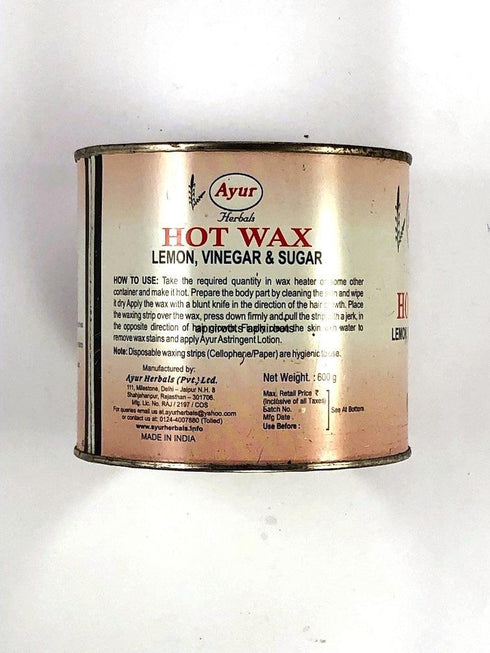 Ayur
Herbals
HOT WAX
LEMON, VINEGAR & SUGAR
HOW TO USE: Take the required quantity in wax heater or some other
container and make it hot. Prepare the body part by cleaning the skin and wipe
it dry Apply the wax with a blunt knife in the direction of the hair growth. Place
the waxing strip over the wax, press down firmly and pull the strip with a jerk, in
the opposite direction of hair growth. the skin with water to
remove wax stains and apply Ayur Astringent Lotion.
Note: Disposable waxing strips (Cellophene/Paper) are hygienic to use.
Manufactured by:
Ayur Herbals (Pvt.) Ltd.
111, Milestone, Delhi - Jaipur N.H. 8
Shahjahanpur, Rajasthan - 301706.
Mfg. Lic. No. RAJ / 2197 / COS
For queries email us at.ayurherbals@yahoo.com
or contact us at: 0124-4007880 (Tolled)
www.ayurherbals.info
MADE IN INDIA
Net Weight. : 600 g
Max. Retail Price ₹
(Inclusive of all Taxes)
Batch No.
Mfg Date .
Use Before :
See At Bottom
HO
LEMON